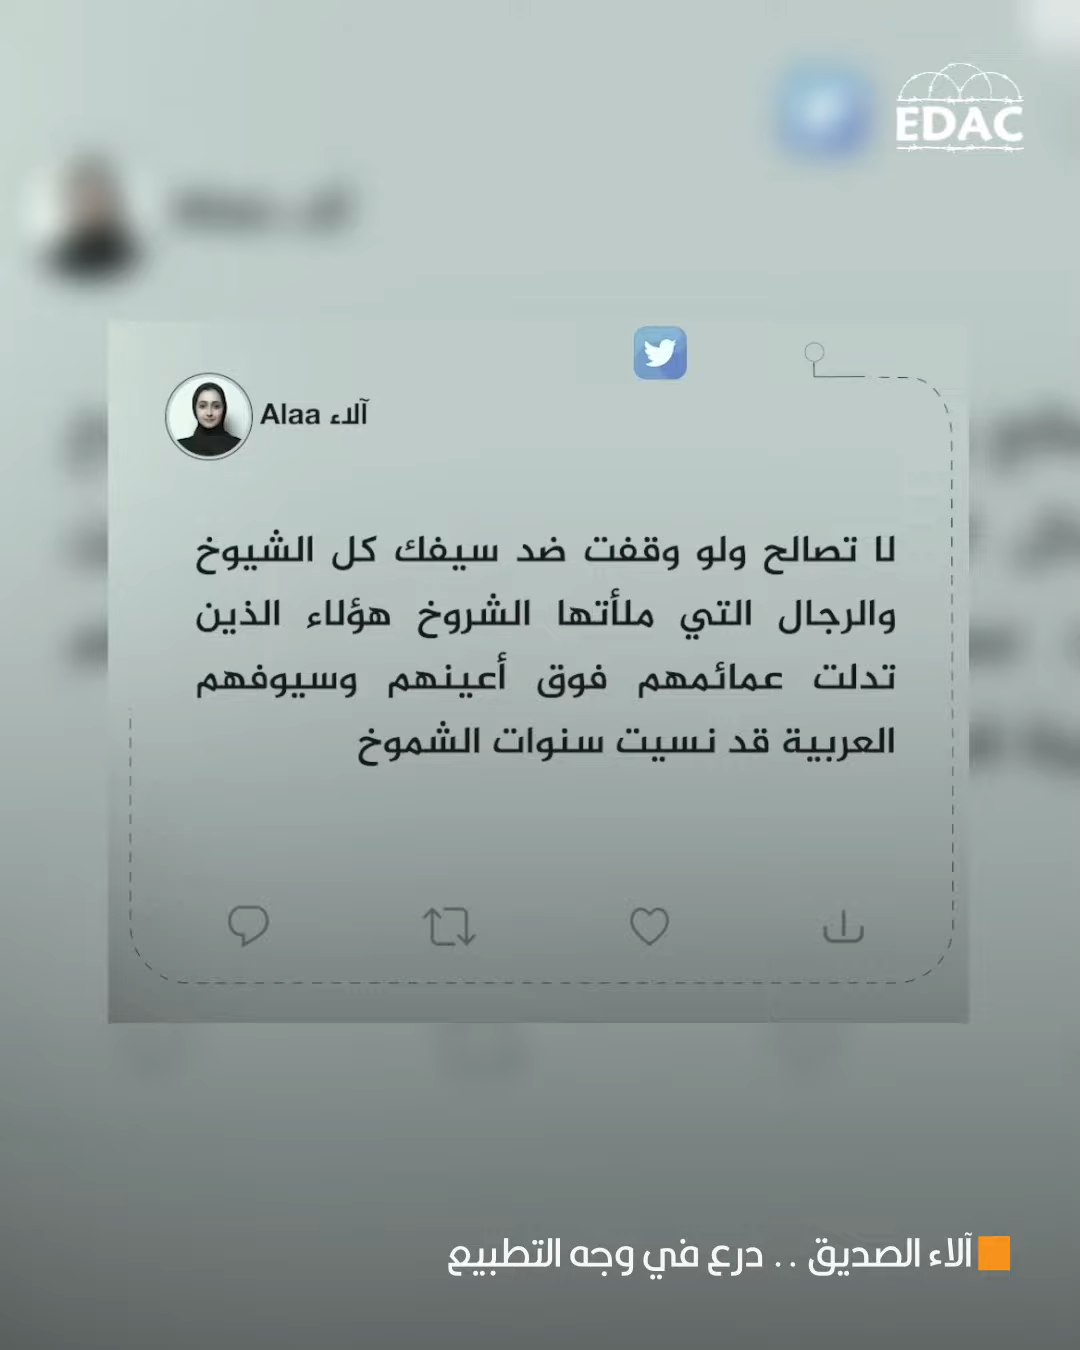 EDAC
Alaa آلاء
لا تصالح ولو وقفت ضد سيفك كل الشيوخ
والرجال التي ملأتها الشروخ هؤلاء الذين
تدلت عمائمهم فوق أعينهم وسيوفهم
العربية قد نسيت سنوات الشموخ
آلاء الصديق .. درع في وجه التطبيع